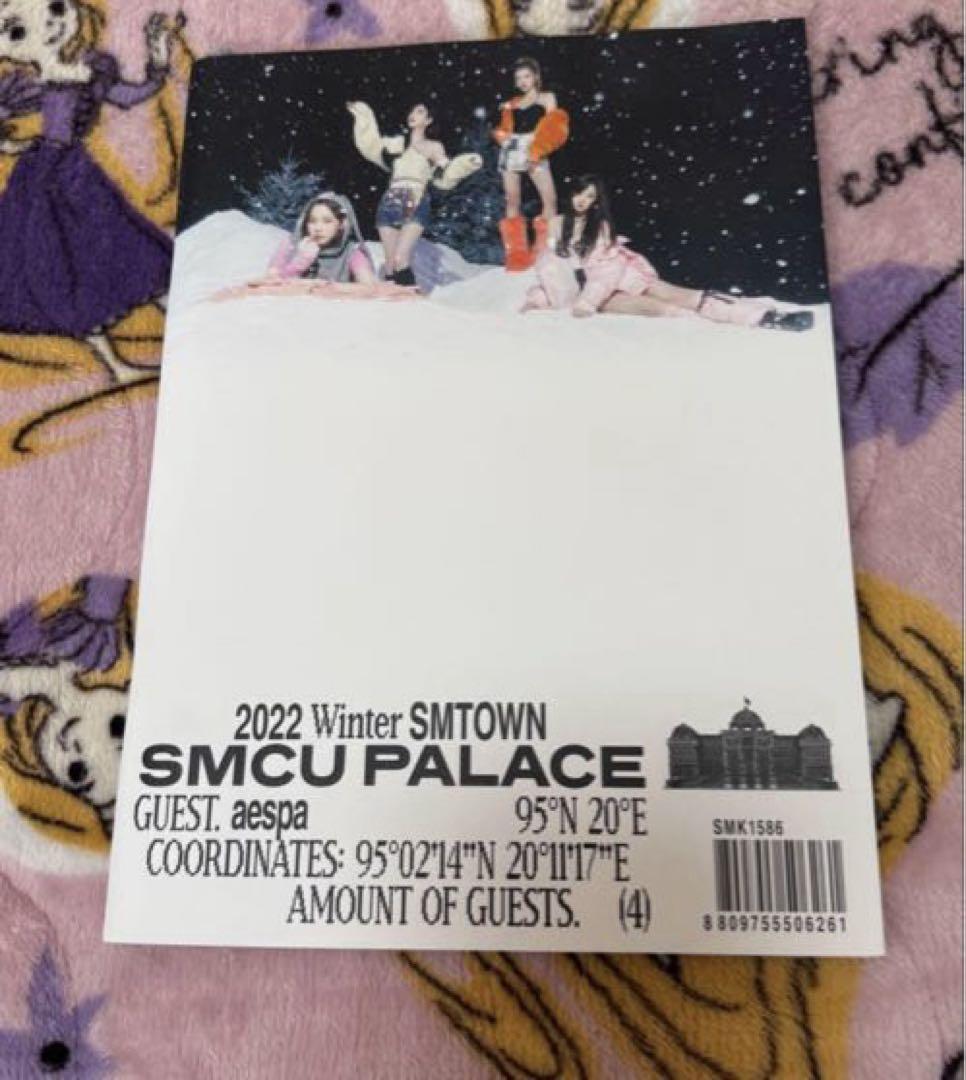 2022 Winter SMTOWN
SMCU PALACE
GUEST. aespa 95°N 20°E
COORDINATES: 95°02'14"N 20°11'17"E
AMOUNT OF GUESTS. (4)
SMK1586
8809755506261